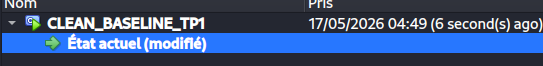 Nom Pris
CLEAN_BASELINE_TP1 17/05/2026 04:49 (6 second(s) ago)
État actuel (modifié)